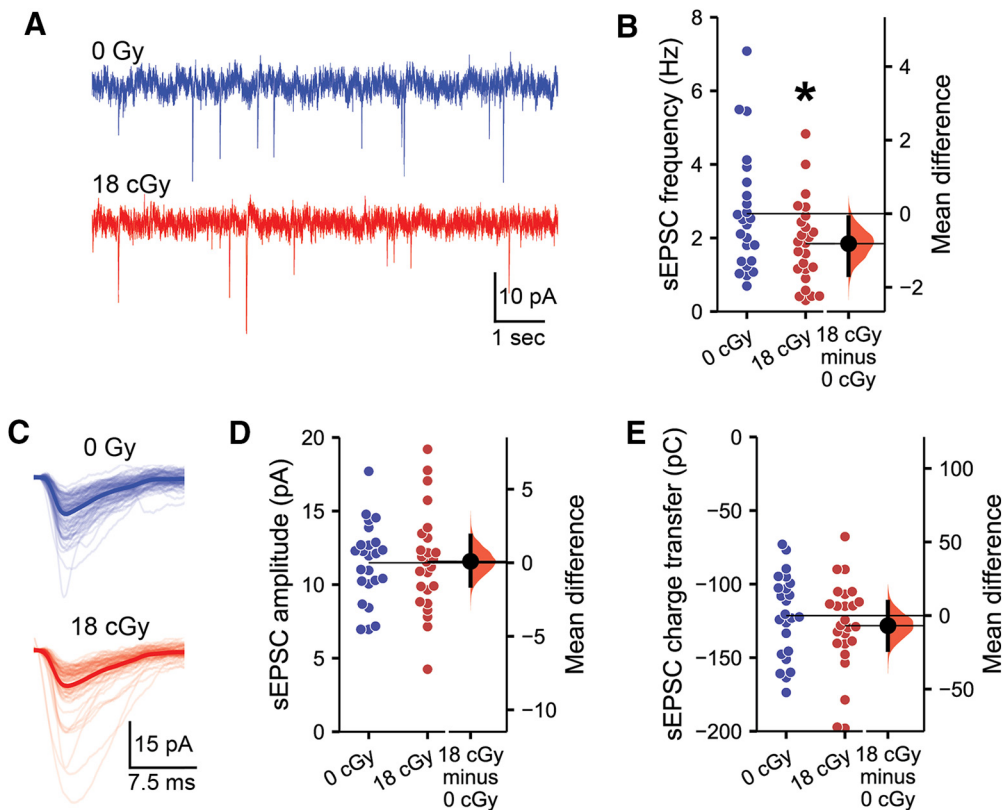 A
0 Gy
18 cGy
10 pA
1 sec
B
sEPSC frequency (Hz)
8
6
4
2
0
*
4
2
0
−2
Mean difference
0 cGy
18 cGy
18 cGy
minus
0 cGy
C
0 Gy
18 cGy
15 pA
7.5 ms
D
sEPSC amplitude (pA)
20
15
10
5
0
5
0
−5
−10
Mean difference
0 cGy
18 cGy
18 cGy
minus
0 cGy
E
sEPSC charge transfer (pC)
0
−50
−100
−150
−200
100
50
0
−50
Mean difference
0 cGy
18 cGy
18 cGy
minus
0 cGy